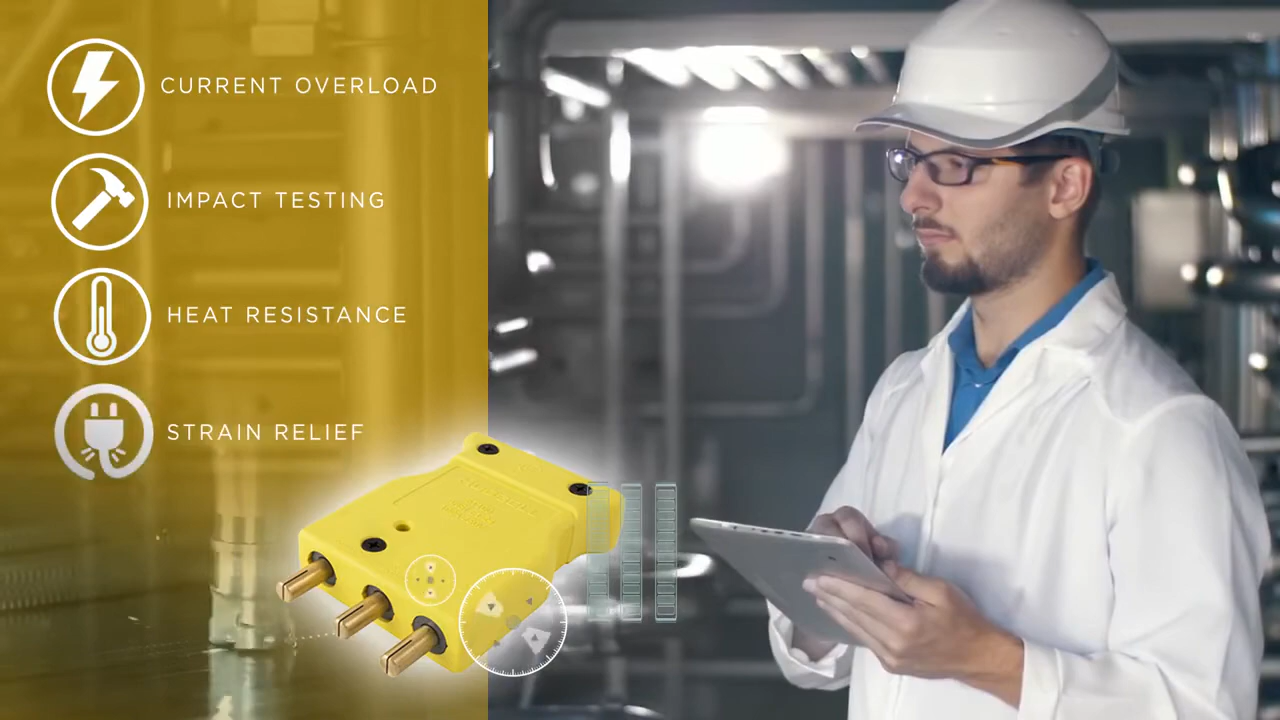 CURRENT OVERLOAD
IMPACT TESTING
HEAT RESISTANCE
STRAIN RELIEF